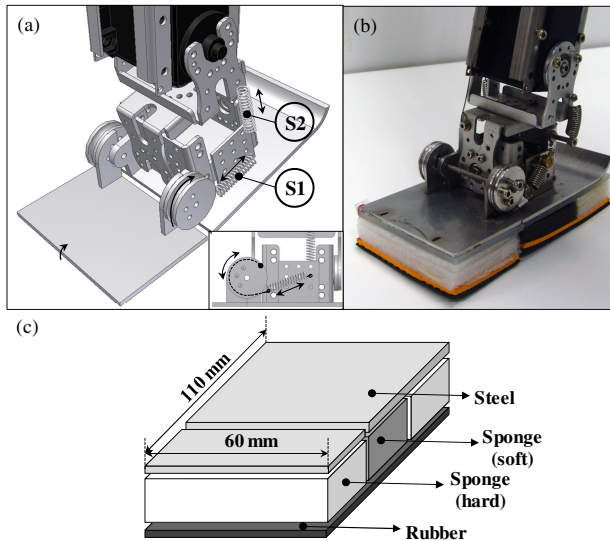 (a)
(b)
S2
S1
(c)
110 mm
60 mm
Steel
Sponge
(soft)
Sponge
(hard)
Rubber